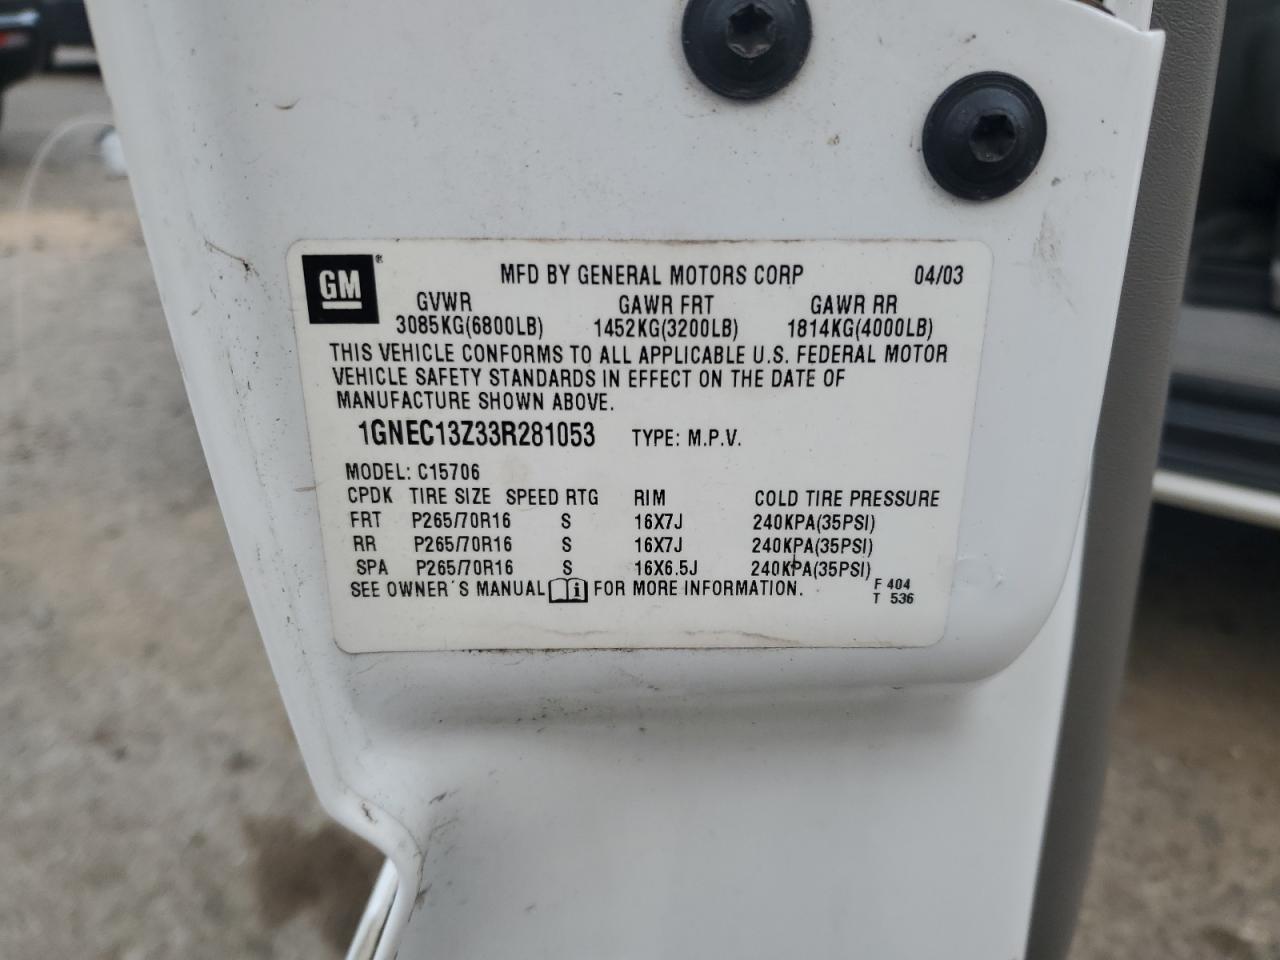 GM®
MFD BY GENERAL MOTORS CORP 04/03
GVWR GAWR FRT GAWR RR
3085KG(6800LB) 1452KG(3200LB) 1814KG(4000LB)
THIS VEHICLE CONFORMS TO ALL APPLICABLE U.S. FEDERAL MOTOR
VEHICLE SAFETY STANDARDS IN EFFECT ON THE DATE OF
MANUFACTURE SHOWN ABOVE.
1GNEC13Z33R281053 TYPE: M.P.V.
MODEL: C15706
CPDK TIRE SIZE SPEED RTG RIM COLD TIRE PRESSURE
FRT P265/70R16 S 16X7J 240KPA(35PSI)
RR P265/70R16 S 16X7J 240KPA(35PSI)
SPA P265/70R16 S 16X6.5J 240KPA(35PSI)
SEE OWNER'S MANUAL i FOR MORE INFORMATION. F 404
T 536